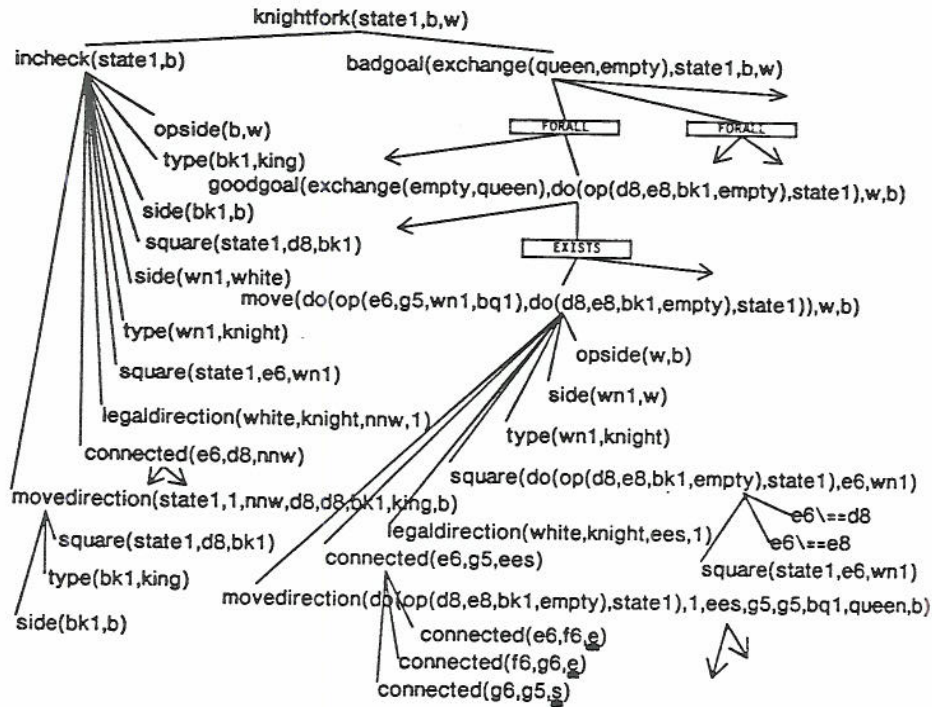 knightfork(state1,b,w)
incheck(state1,b)
badgoal(exchange(queen,empty),state1,b,w)
opside(b,w)
FORALL
FORALL
type(bk1,king)
goodgoal(exchange(empty,queen),do(op(d8,e8,bk1,empty),state1),w,b)
side(bk1,b)
square(state1,d8,bk1)
EXISTS
side(wn1,white)
move(do(op(e6,g5,wn1,bq1),do(d8,e8,bk1,empty),state1)),w,b)
type(wn1,knight)
opside(w,b)
square(state1,e6,wn1)
side(wn1,w)
legaldirection(white,knight,nnw,1)
type(wn1,knight)
connected(e6,d8,nnw)
square(do(op(d8,e8,bk1,empty),state1),e6,wn1)
movedirection(state1,1,nnw,d8,d8,bk1,king,b)
e6\==d8
legaldirection(white,knight,ees,1)
square(state1,d8,bk1)
e6\==e8
connected(e6,g5,ees)
type(bk1,king)
square(state1,e6,wn1)
movedirection(do(op(d8,e8,bk1,empty),state1),1,ees,g5,g5,bq1,queen,b)
side(bk1,b)
connected(e6,f6,e)
connected(f6,g6,e)
connected(g6,g5,s)